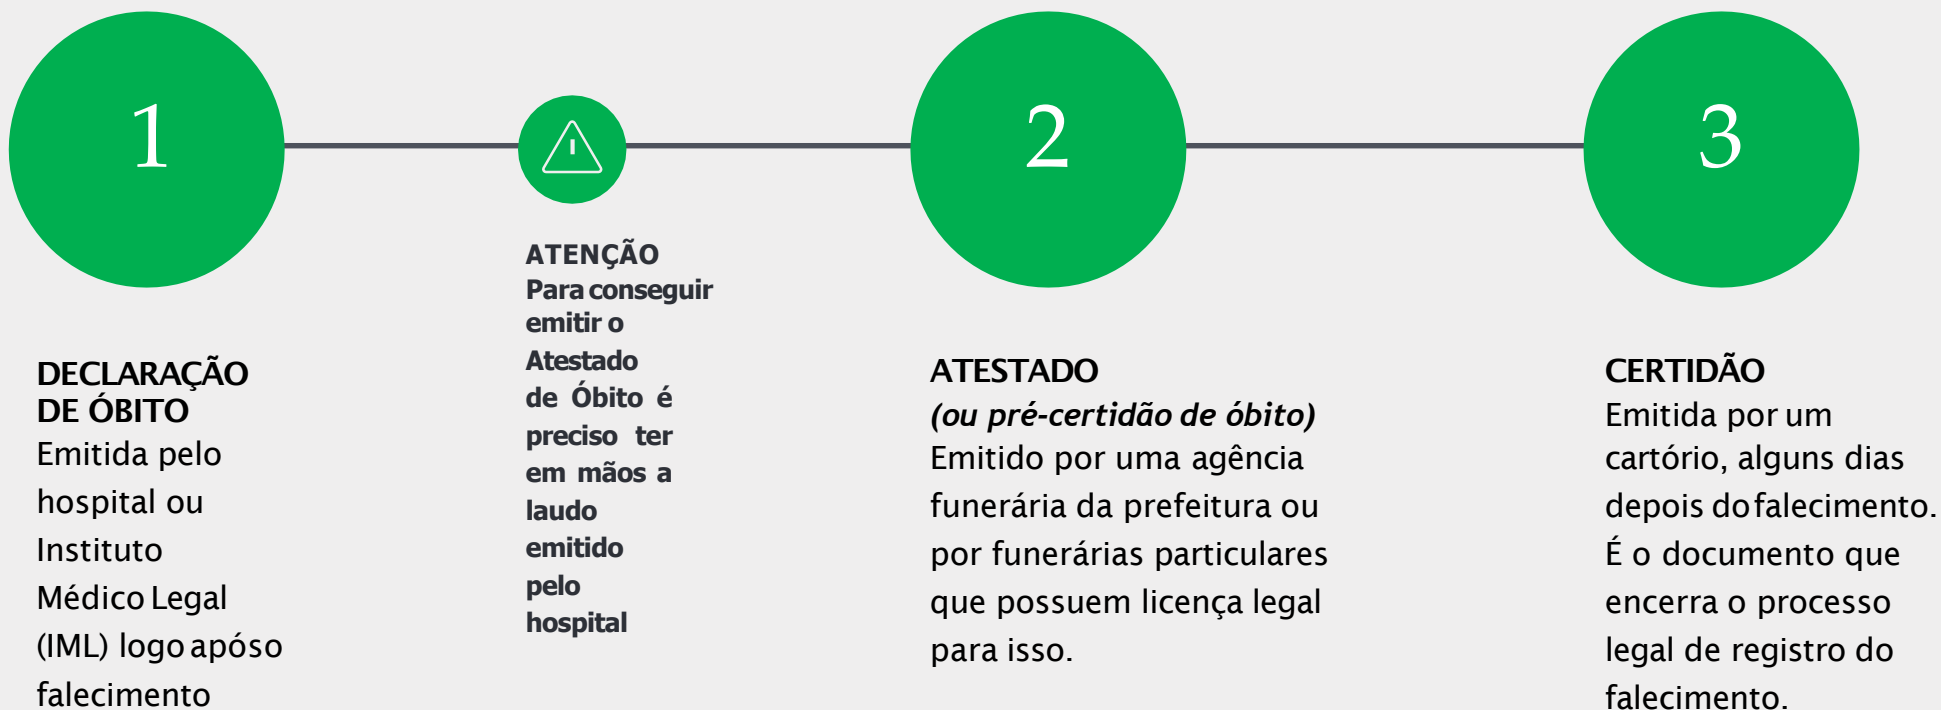 1
DECLARAÇÃO
DE ÓBITO
Emitida pelo
hospital ou
Instituto
Médico Legal
(IML) logo apóso
falecimento
ATENÇÃO
Para conseguir
emitir o
Atestado
de Óbito é
preciso ter
em mãos a
laudo
emitido
pelo
hospital
2
ATESTADO
(ou pré-certidão de óbito)
Emitido por uma agência
funerária da prefeitura ou
por funerárias particulares
que possuem licença legal
para isso.
3
CERTIDÃO
Emitida por um
cartório, alguns dias
depois do falecimento.
É o documento que
encerra o processo
legal de registro do
falecimento.